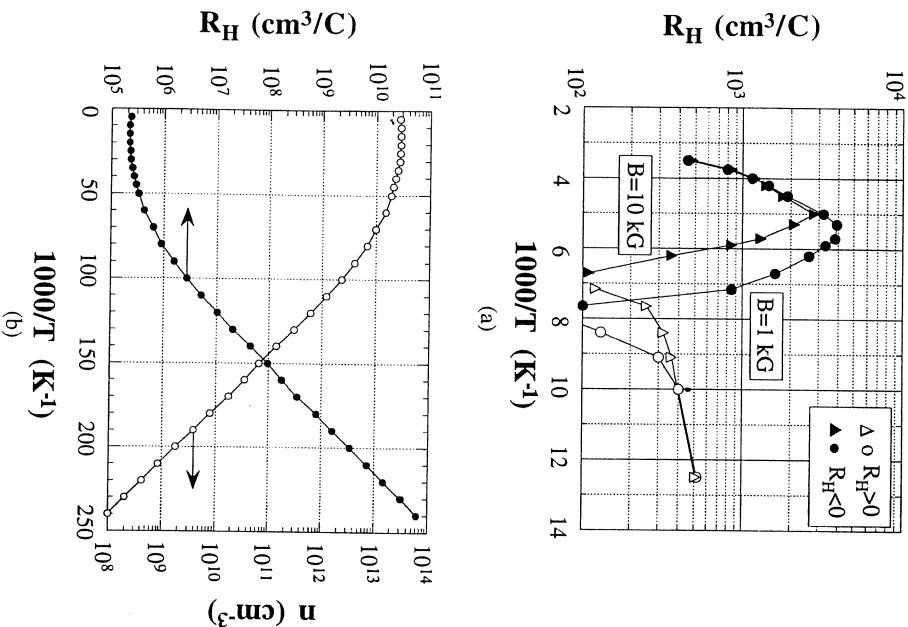 R_H (cm³/C)
10⁴
10³
10²
△ ○ R_H>0
▲ ● R_H<0
B=1 kG
B=10 kG
2 4 6 8 10 12 14
1000/T (K⁻¹)
(a)
R_H (cm³/C)
10¹¹
10¹⁰
10⁹
10⁸
10⁷
10⁶
10⁵
10¹⁴
10¹³
10¹²
10¹¹
10¹⁰
10⁹
10⁸
n (cm⁻³)
0 50 100 150 200 250
1000/T (K⁻¹)
(b)